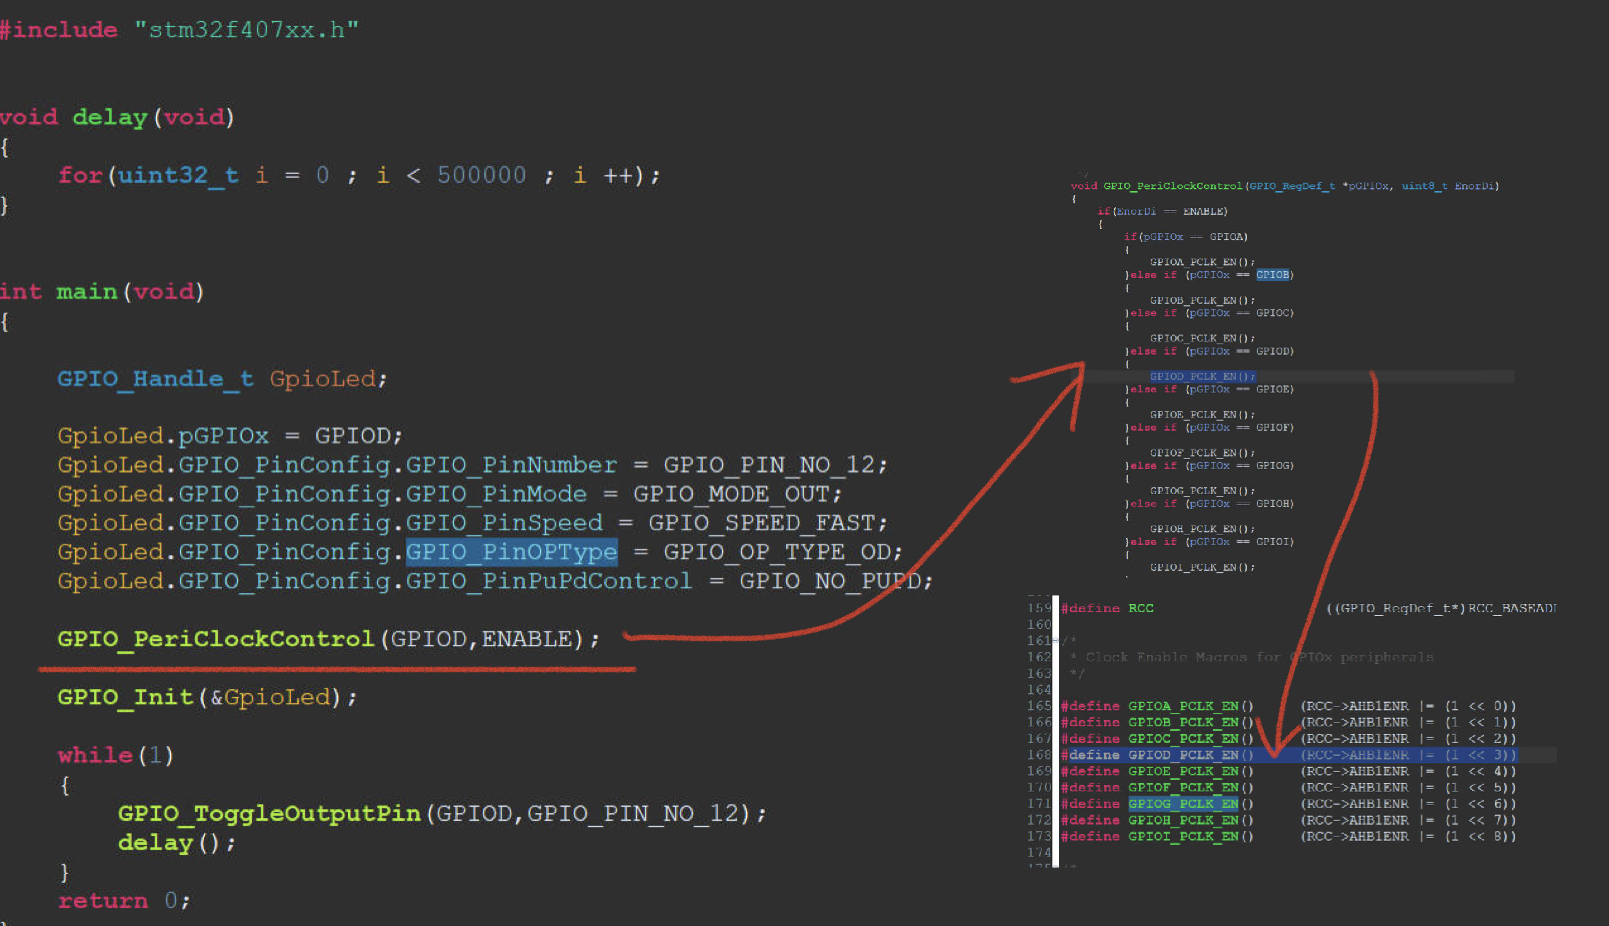 #include "stm32f407xx.h"
void delay(void)
{
for(uint32_t i = 0 ; i < 500000 ; i ++);
}
int main(void)
{
GPIO_Handle_t GpioLed;
GpioLed.pGPIOx = GPIOD;
GpioLed.GPIO_PinConfig.GPIO_PinNumber = GPIO_PIN_NO_12;
GpioLed.GPIO_PinConfig.GPIO_PinMode = GPIO_MODE_OUT;
GpioLed.GPIO_PinConfig.GPIO_PinSpeed = GPIO_SPEED_FAST;
GpioLed.GPIO_PinConfig.GPIO_PinOPType = GPIO_OP_TYPE_OD;
GpioLed.GPIO_PinConfig.GPIO_PinPuPdControl = GPIO_NO_PUPD;
GPIO_PeriClockControl(GPIOD,ENABLE);
GPIO_Init(&GpioLed);
while(1)
{
GPIO_ToggleOutputPin(GPIOD,GPIO_PIN_NO_12);
delay();
}
return 0;
*/
void GPIO_PeriClockControl(GPIO_RegDef_t *pGPIOx, uint8_t EnorDi)
{
if(EnorDi == ENABLE)
{
if(pGPIOx == GPIOA)
{
GPIOA_PCLK_EN();
}else if (pGPIOx == GPIOB)
{
GPIOB_PCLK_EN();
}else if (pGPIOx == GPIOC)
{
GPIOC_PCLK_EN();
}else if (pGPIOx == GPIOD)
{
GPIOD_PCLK_EN();
}else if (pGPIOx == GPIOE)
{
GPIOE_PCLK_EN();
}else if (pGPIOx == GPIOF)
{
GPIOF_PCLK_EN();
}else if (pGPIOx == GPIOG)
{
GPIOG_PCLK_EN();
}else if (pGPIOx == GPIOH)
{
GPIOH_PCLK_EN();
}else if (pGPIOx == GPIOI)
{
GPIOI_PCLK_EN();
159 #define RCC ((GPIO_RegDef_t*)RCC_BASEADD
160
161 /*
162 * Clock Enable Macros for GPIOx peripherals
163 */
164
165 #define GPIOA_PCLK_EN() (RCC->AHB1ENR |= (1 << 0))
166 #define GPIOB_PCLK_EN() (RCC->AHB1ENR |= (1 << 1))
167 #define GPIOC_PCLK_EN() (RCC->AHB1ENR |= (1 << 2))
168 #define GPIOD_PCLK_EN() (RCC->AHB1ENR |= (1 << 3))
169 #define GPIOE_PCLK_EN() (RCC->AHB1ENR |= (1 << 4))
170 #define GPIOF_PCLK_EN() (RCC->AHB1ENR |= (1 << 5))
171 #define GPIOG_PCLK_EN() (RCC->AHB1ENR |= (1 << 6))
172 #define GPIOH_PCLK_EN() (RCC->AHB1ENR |= (1 << 7))
173 #define GPIOI_PCLK_EN() (RCC->AHB1ENR |= (1 << 8))
174